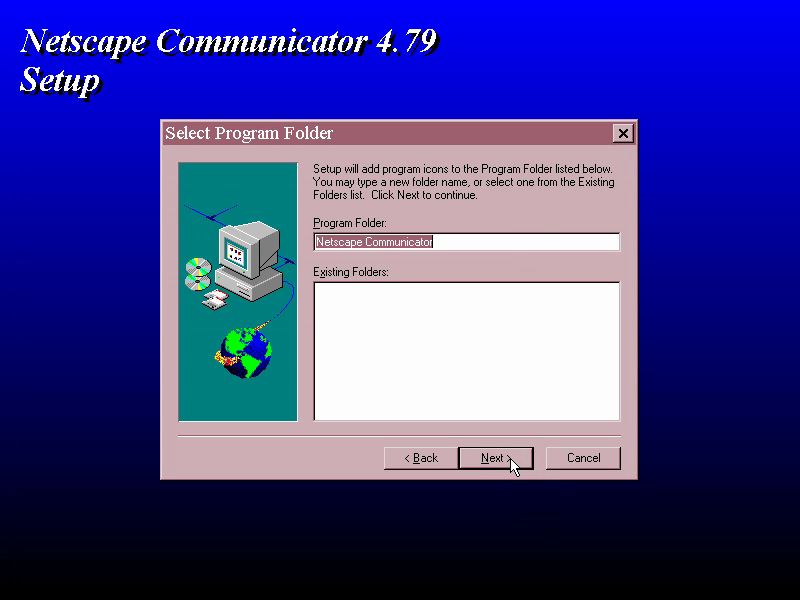 Netscape Communicator 4.79
Setup
Select Program Folder
Setup will add program icons to the Program Folder listed below.
You may type a new folder name, or select one from the Existing
Folders list.  Click Next to continue.
Program Folder:
Netscape Communicator
Existing Folders:
< Back
Next >
Cancel